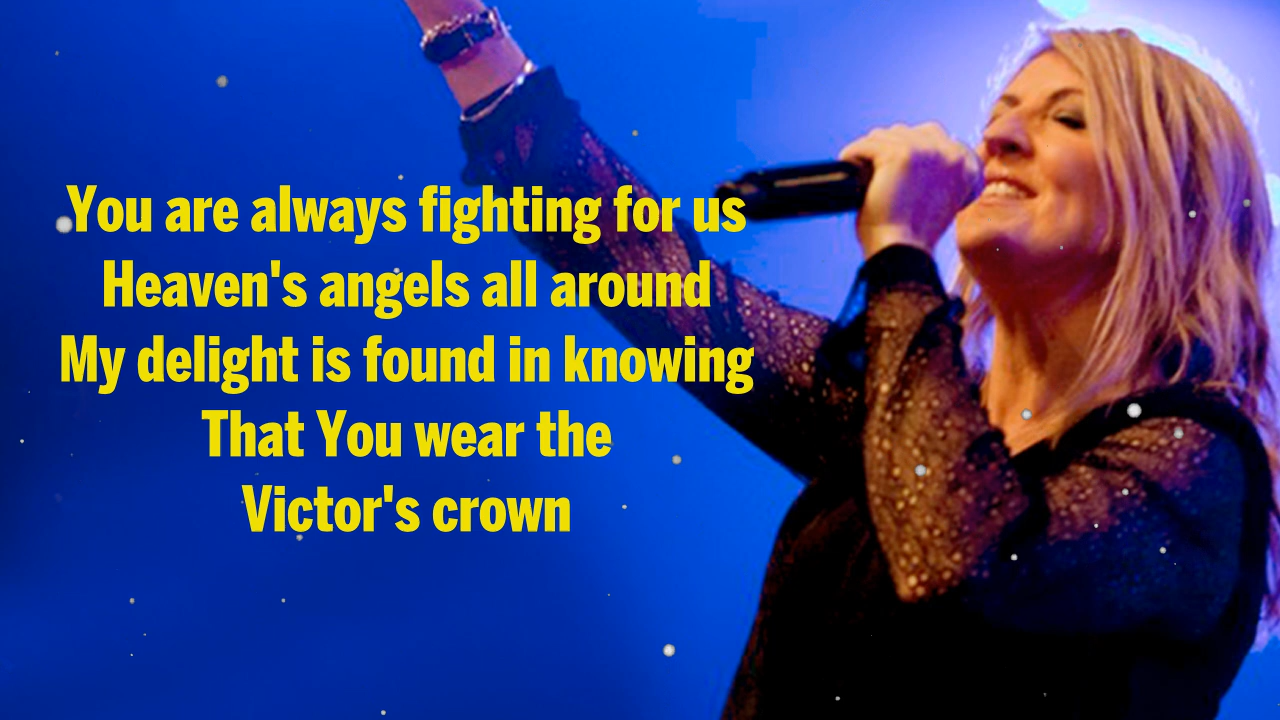 You are always fighting for us
Heaven's angels all around
My delight is found in knowing
That You wear the
Victor's crown